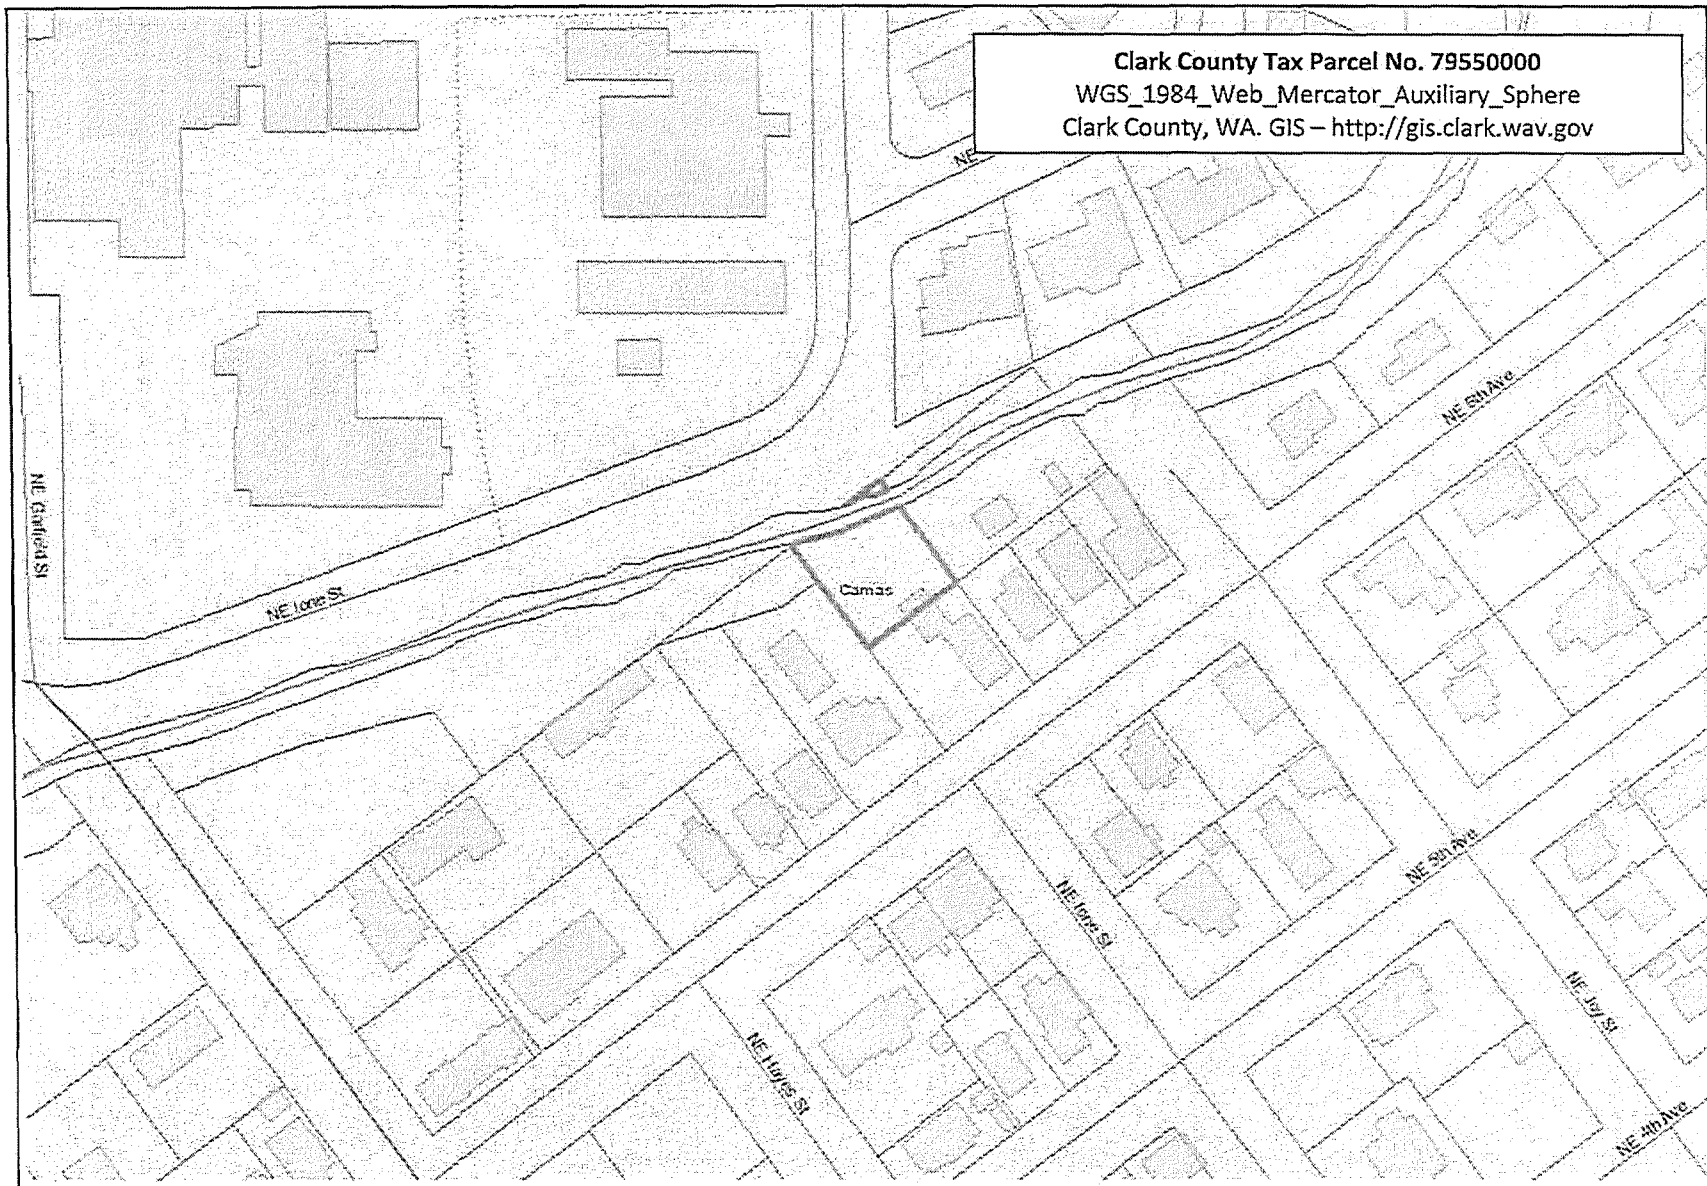 Clark County Tax Parcel No. 79550000
WGS_1984_Web_Mercator_Auxiliary_Sphere
Clark County, WA. GIS – http://gis.clark.wav.gov
NE
NE 6th Ave
NE Garfield St
NE Ione St
Camas
NE 5th Ave
NE Ione St
NE Joy St
NE Hayes St
NE 4th Ave